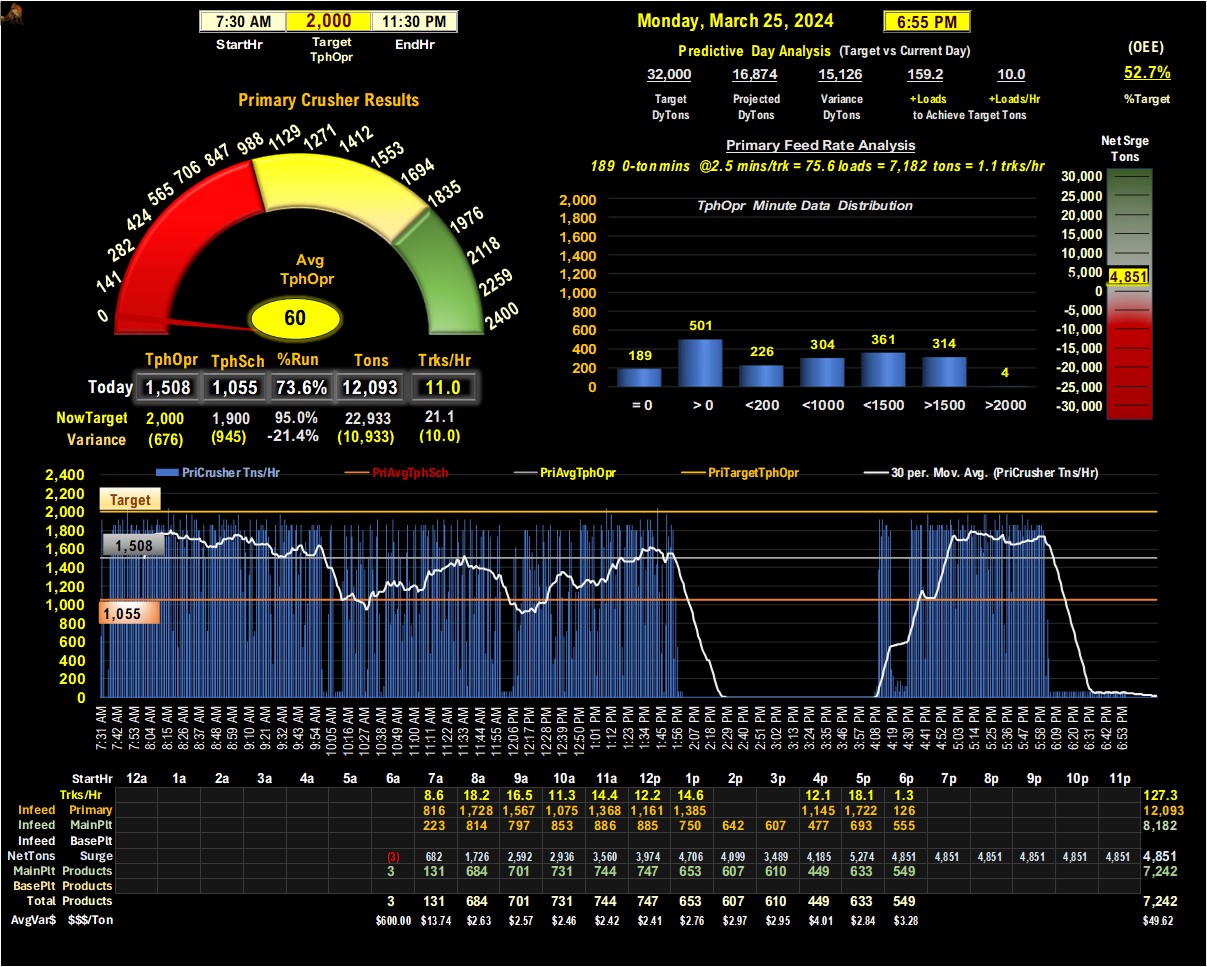 7:30 AM 2,000 11:30 PM
StartHr Target TphOpr EndHr
Monday, March 25, 2024 6:55 PM
Predictive Day Analysis (Target vs Current Day)
32,000 16,874 15,126 159.2 10.0
Target DyTons Projected DyTons Variance DyTons +Loads +Loads/Hr
to Achieve Target Tons
(OEE)
52.7%
%Target
Primary Crusher Results
0 141 282 424 565 706 847 988 1129 1271 1412 1553 1694 1835 1976 2118 2259 2400
Avg
TphOpr
60
TphOpr TphSch %Run Tons Trks/Hr
Today 1,508 1,055 73.6% 12,093 11.0
NowTarget 2,000 1,900 95.0% 22,933 21.1
Variance (676) (945) -21.4% (10,933) (10.0)
Primary Feed Rate Analysis
189 0-ton mins @2.5 mins/trk = 75.6 loads = 7,182 tons = 1.1 trks/hr
TphOpr Minute Data Distribution
2,000
1,800
1,600
1,400
1,200
1,000
800
600
400
200
0
189 501 226 304 361 314 4
= 0 > 0 <200 <1000 <1500 >1500 >2000
Net Srge
Tons
30,000
25,000
20,000
15,000
10,000
5,000
4,851
0
-5,000
-10,000
-15,000
-20,000
-25,000
-30,000
PriCrusher Tns/Hr PriAvgTphSch PriAvgTphOpr PriTargetTphOpr 30 per. Mov. Avg. (PriCrusher Tns/Hr)
2,400
2,200
2,000
1,800
1,600
1,400
1,200
1,000
800
600
400
200
0
Target
1,508
1,055
7:31 AM 7:42 AM 7:53 AM 8:04 AM 8:15 AM 8:26 AM 8:37 AM 8:48 AM 8:59 AM 9:10 AM 9:21 AM 9:32 AM 9:43 AM 9:54 AM 10:05 AM 10:16 AM 10:27 AM 10:38 AM 10:49 AM 11:00 AM 11:11 AM 11:22 AM 11:33 AM 11:44 AM 11:55 AM 12:06 PM 12:17 PM 12:28 PM 12:39 PM 12:50 PM 1:01 PM 1:12 PM 1:23 PM 1:34 PM 1:45 PM 1:56 PM 2:07 PM 2:18 PM 2:29 PM 2:40 PM 2:51 PM 3:02 PM 3:13 PM 3:24 PM 3:35 PM 3:46 PM 3:57 PM 4:08 PM 4:19 PM 4:30 PM 4:41 PM 4:52 PM 5:03 PM 5:14 PM 5:25 PM 5:36 PM 5:47 PM 5:58 PM 6:09 PM 6:20 PM 6:31 PM 6:42 PM 6:53 PM
StartHr 12a 1a 2a 3a 4a 5a 6a 7a 8a 9a 10a 11a 12p 1p 2p 3p 4p 5p 6p 7p 8p 9p 10p 11p
Trks/Hr 8.6 18.2 16.5 11.3 14.4 12.2 14.6 12.1 18.1 1.3 127.3
Infeed Primary 816 1,728 1,567 1,075 1,368 1,161 1,385 1,145 1,722 126 12,093
Infeed MainPlt 223 814 797 853 886 885 750 642 607 477 693 555 8,182
Infeed BasePlt
NetTons Surge (3) 682 1,726 2,592 2,936 3,560 3,974 4,706 4,099 3,489 4,185 5,274 4,851 4,851 4,851 4,851 4,851 4,851 4,851
MainPlt Products 3 131 684 701 731 744 747 653 607 610 449 633 549 7,242
BasePlt Products
Total Products 3 131 684 701 731 744 747 653 607 610 449 633 549 7,242
AvgVar$ $$$/Ton $600.00 $13.74 $2.63 $2.57 $2.46 $2.42 $2.41 $2.76 $2.97 $2.95 $4.01 $2.84 $3.28 $49.62